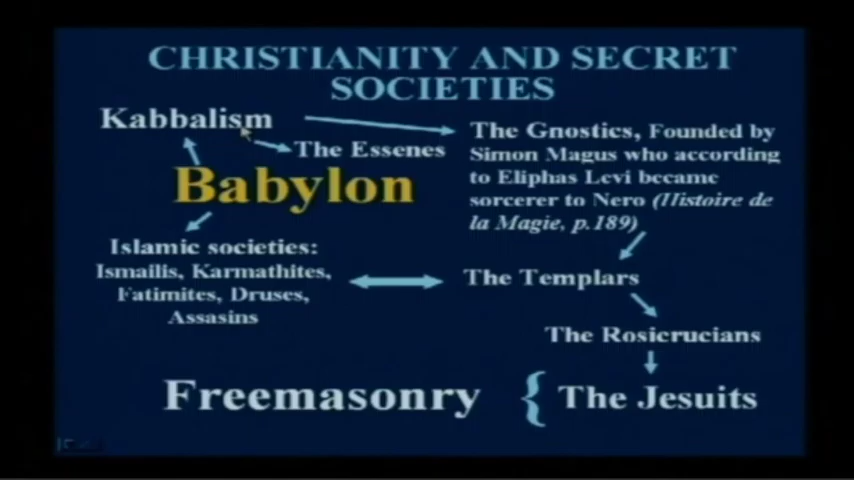 CHRISTIANITY AND SECRET
SOCIETIES
Kabbalism
The Essenes
Babylon
The Gnostics, Founded by
Simon Magus who according
to Eliphas Levi became
sorcerer to Nero (Histoire de
la Magie, p.189)
Islamic societies:
Ismailis, Karmathites,
Fatimites, Druses,
Assasins
The Templars
The Rosicrucians
Freemasonry { The Jesuits